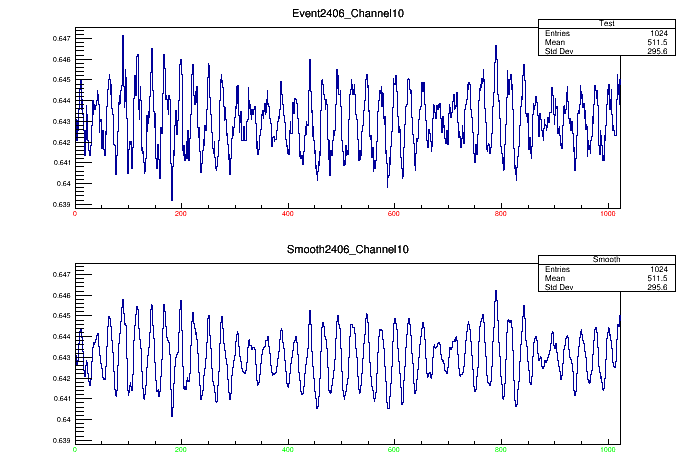 Event2406_Channel10
Test
Entries 1024
Mean 511.5
Std Dev 295.6
0.647
0.646
0.645
0.644
0.643
0.642
0.641
0.64
0.639
0 200 400 600 800 1000
Smooth2406_Channel10
Smooth
Entries 1024
Mean 511.5
Std Dev 295.6
0.647
0.646
0.645
0.644
0.643
0.642
0.641
0.64
0.639
0 200 400 600 800 1000